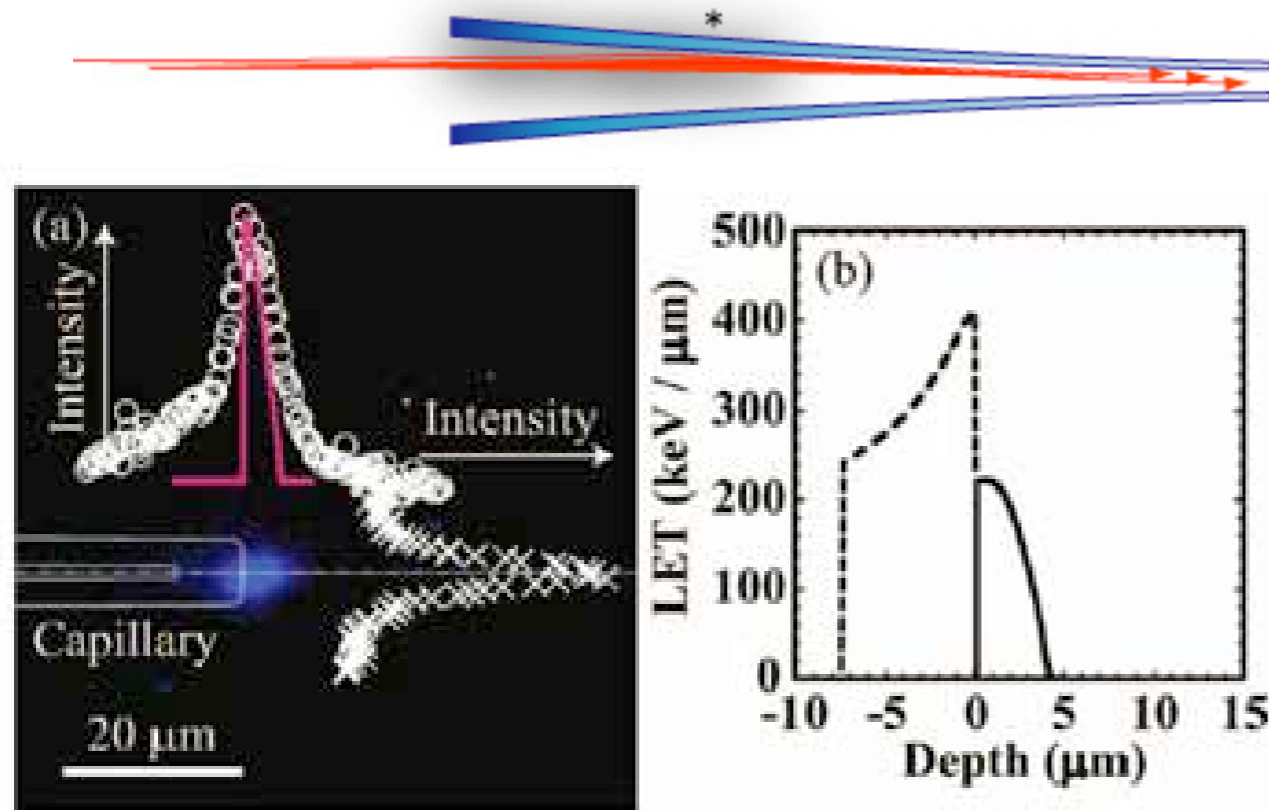 *
(a)
Intensity
Intensity
Capillary
20 μm
(b)
LET (keV / μm)
500
400
300
200
100
0
-10 -5 0 5 10 15
Depth (μm)